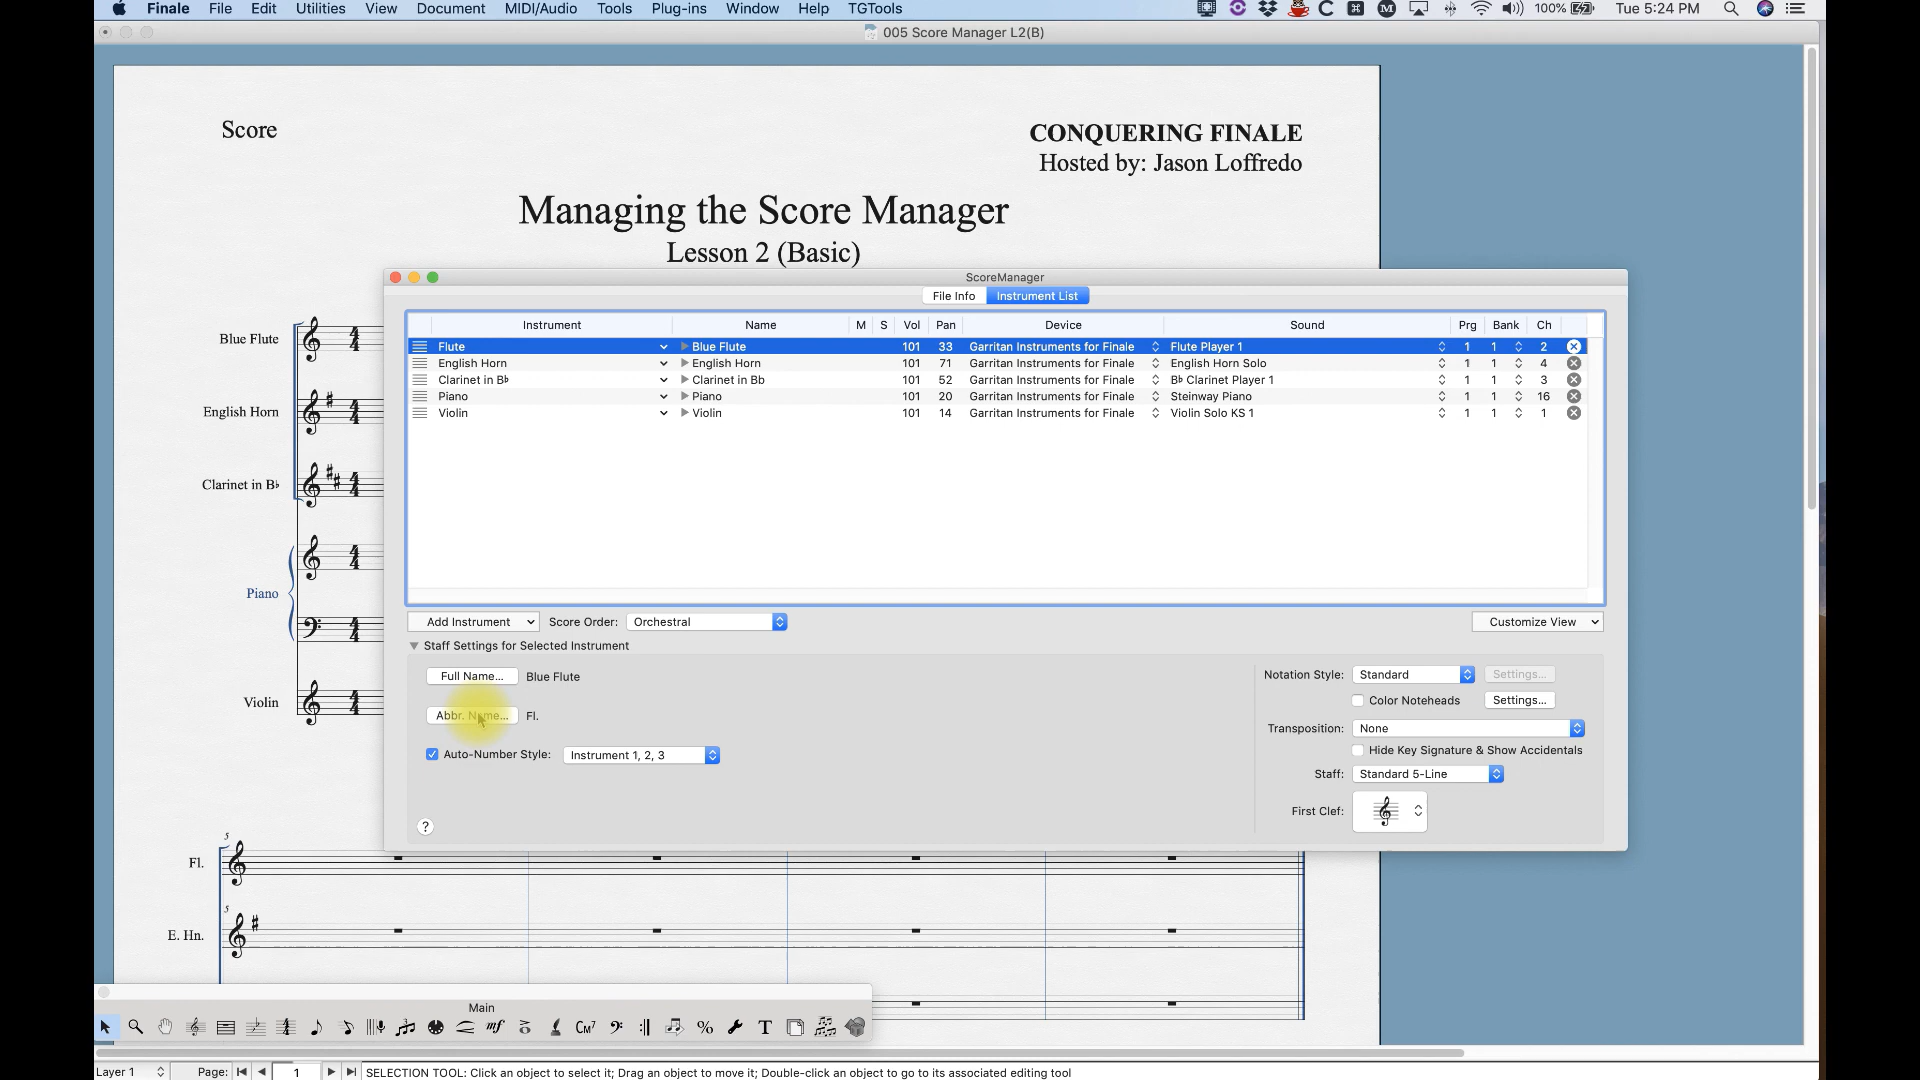 Finale File Edit Utilities View Document MIDI/Audio Tools Plug-ins Window Help TGTools 100% Tue 5:24 PM
005 Score Manager L2(B)
Score
CONQUERING FINALE
Hosted by: Jason Loffredo
Managing the Score Manager
Lesson 2 (Basic)
ScoreManager
File Info Instrument List
Instrument Name M S Vol Pan Device Sound Prg Bank Ch
Flute Blue Flute 101 33 Garritan Instruments for Finale Flute Player 1 1 1 2
English Horn English Horn 101 71 Garritan Instruments for Finale English Horn Solo 1 1 4
Clarinet in B♭ Clarinet in Bb 101 52 Garritan Instruments for Finale B♭ Clarinet Player 1 1 1 3
Piano Piano 101 20 Garritan Instruments for Finale Steinway Piano 1 1 16
Violin Violin 101 14 Garritan Instruments for Finale Violin Solo KS 1 1 1 1
Blue Flute
English Horn
Clarinet in B♭
Piano
Violin
Add Instrument Score Order: Orchestral Customize View
Staff Settings for Selected Instrument
Full Name... Blue Flute
Abbr. Name... Fl.
Auto-Number Style: Instrument 1, 2, 3
?
Notation Style: Standard Settings...
Color Noteheads Settings...
Transposition: None
Hide Key Signature & Show Accidentals
Staff: Standard 5-Line
First Clef:
5
Fl.
5
E. Hn.
Main
CM7
mf
%
T
Layer 1 Page: 1 SELECTION TOOL: Click an object to select it; Drag an object to move it; Double-click an object to go to its associated editing tool